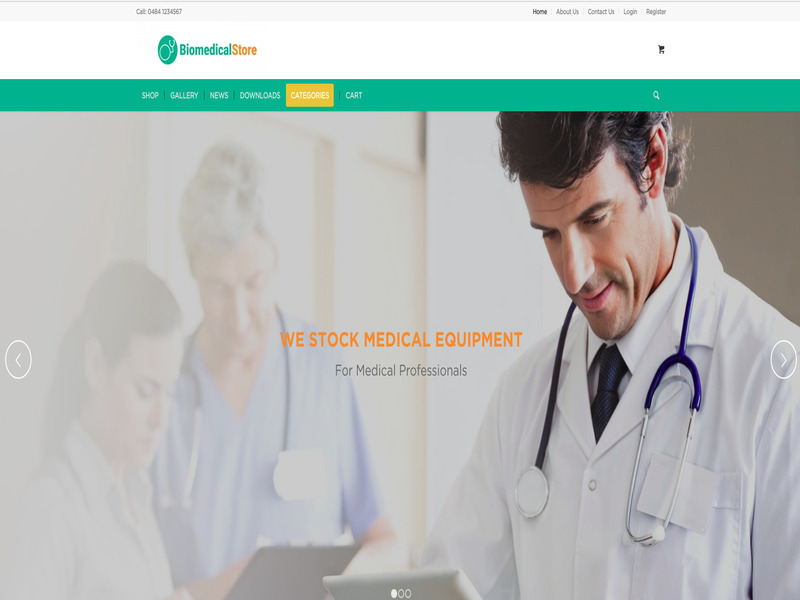 Call: 0484 1234567
Home About Us Contact Us Login Register
BiomedicalStore
SHOP GALLERY NEWS DOWNLOADS CATEGORIES CART
WE STOCK MEDICAL EQUIPMENT
For Medical Professionals